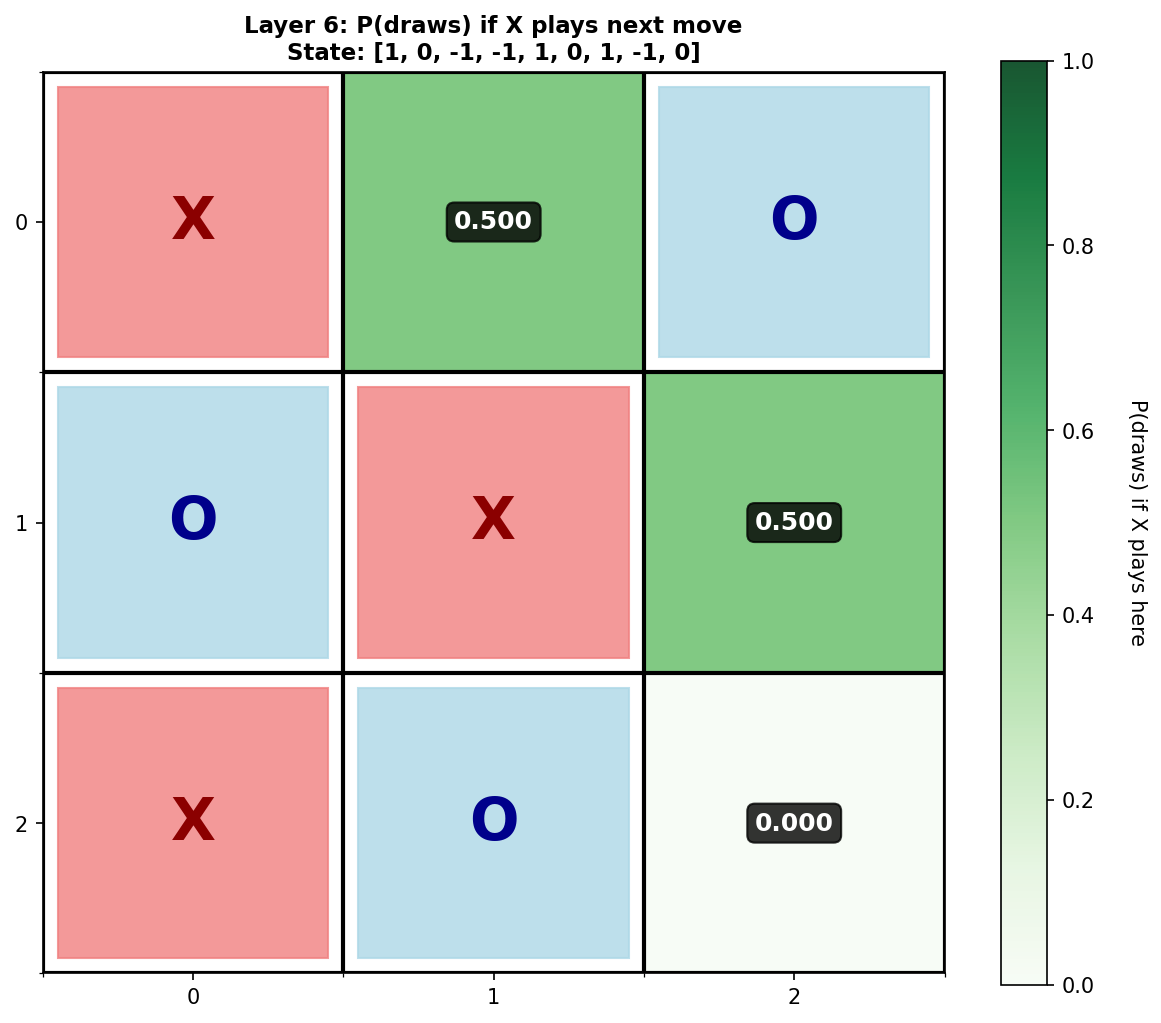 Layer 6: P(draws) if X plays next move
State: [1, 0, -1, -1, 1, 0, 1, -1, 0]
0
X
0.500
O
1
O
X
0.500
2
X
O
0.000
0
1
2
1.0
0.8
0.6
0.4
0.2
0.0
P(draws) if X plays here